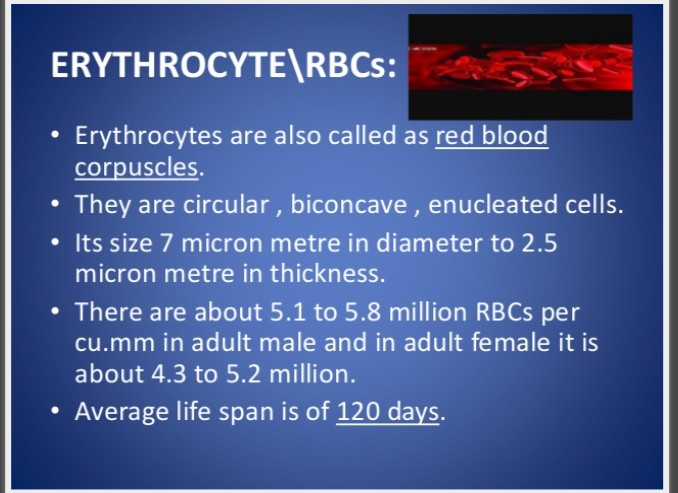 ERYTHROCYTE\RBCs:
• Erythrocytes are also called as red blood
corpuscles.
• They are circular , biconcave , enucleated cells.
• Its size 7 micron metre in diameter to 2.5
micron metre in thickness.
• There are about 5.1 to 5.8 million RBCs per
cu.mm in adult male and in adult female it is
about 4.3 to 5.2 million.
• Average life span is of 120 days.